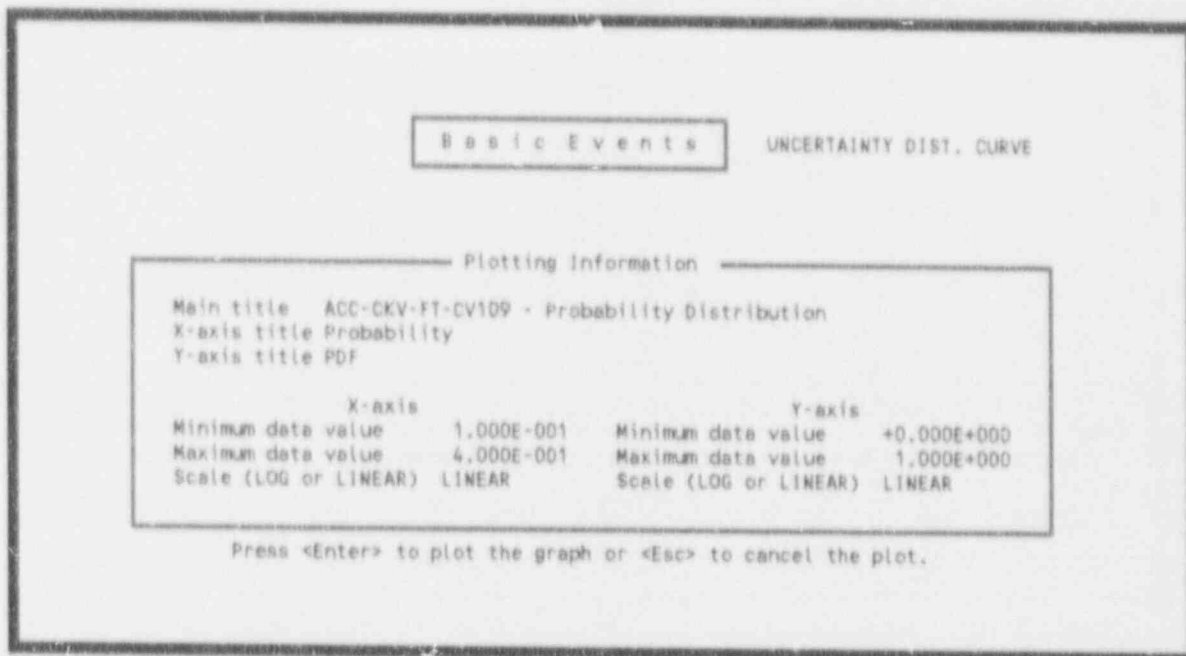 Basic Events UNCERTAINTY DIST. CURVE
Plotting Information
Main title ACC-CKV-FT-CV109 - Probability Distribution
X-axis title Probability
Y-axis title PDF
X-axis Y-axis
Minimum data value 1.000E-001 Minimum data value +0.000E+000
Maximum data value 4.000E-001 Maximum data value 1.000E+000
Scale (LOG or LINEAR) LINEAR Scale (LOG or LINEAR) LINEAR
Press <Enter> to plot the graph or <Esc> to cancel the plot.